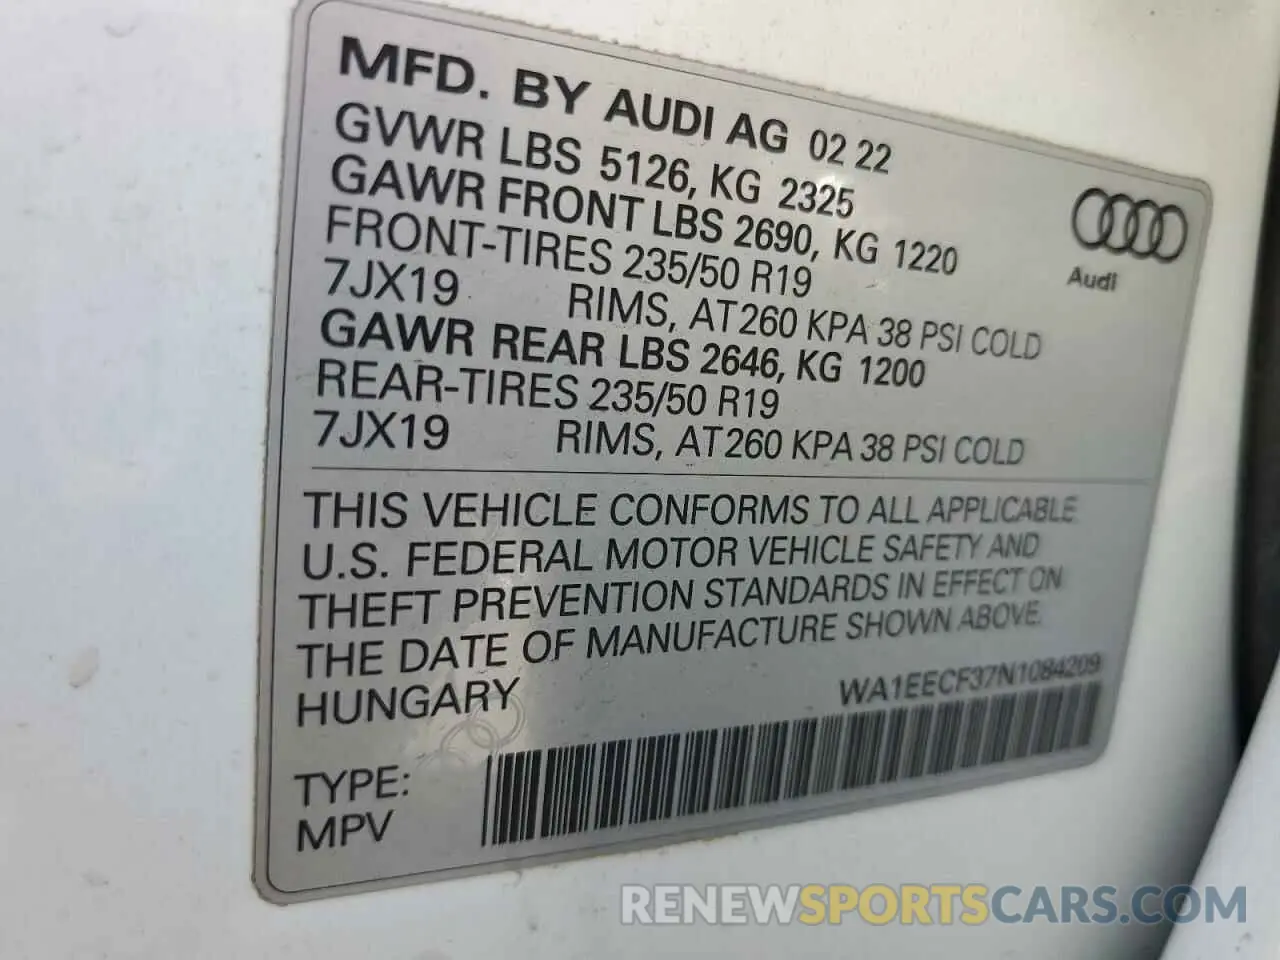 MFD. BY AUDI AG 02 22
GVWR LBS 5126, KG 2325
GAWR FRONT LBS 2690, KG 1220
FRONT-TIRES 235/50 R19
7JX19 RIMS, AT260 KPA 38 PSI COLD
GAWR REAR LBS 2646, KG 1200
REAR-TIRES 235/50 R19
7JX19 RIMS, AT260 KPA 38 PSI COLD
Audi
THIS VEHICLE CONFORMS TO ALL APPLICABLE
U.S. FEDERAL MOTOR VEHICLE SAFETY AND
THEFT PREVENTION STANDARDS IN EFFECT ON
THE DATE OF MANUFACTURE SHOWN ABOVE.
HUNGARY
WA1EECF37N1084209
TYPE:
MPV
RENEWSPORTSCARS.COM